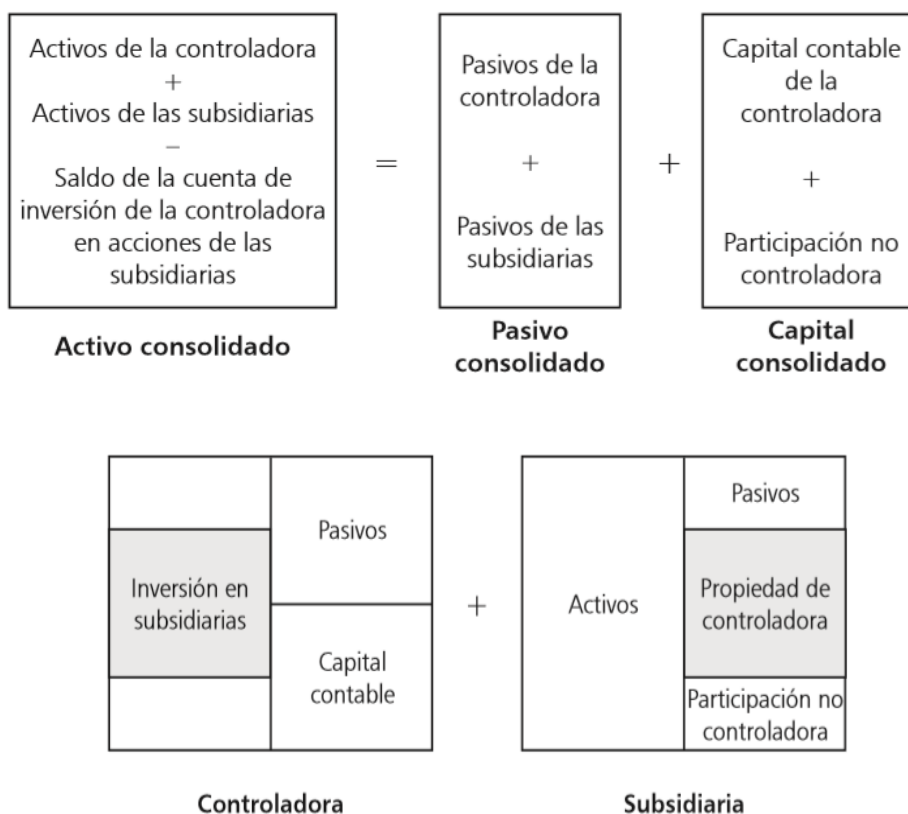 Activos de la controladora
+
Activos de las subsidiarias
−
Saldo de la cuenta de
inversión de la controladora
en acciones de las
subsidiarias
Activo consolidado
=
Pasivos de la
controladora
+
Pasivos de las
subsidiarias
Pasivo
consolidado
+
Capital contable
de la
controladora
+
Participación no
controladora
Capital
consolidado
Inversión en
subsidiarias
Pasivos
Capital
contable
Controladora
+
Activos
Pasivos
Propiedad de
controladora
Participación no
controladora
Subsidiaria